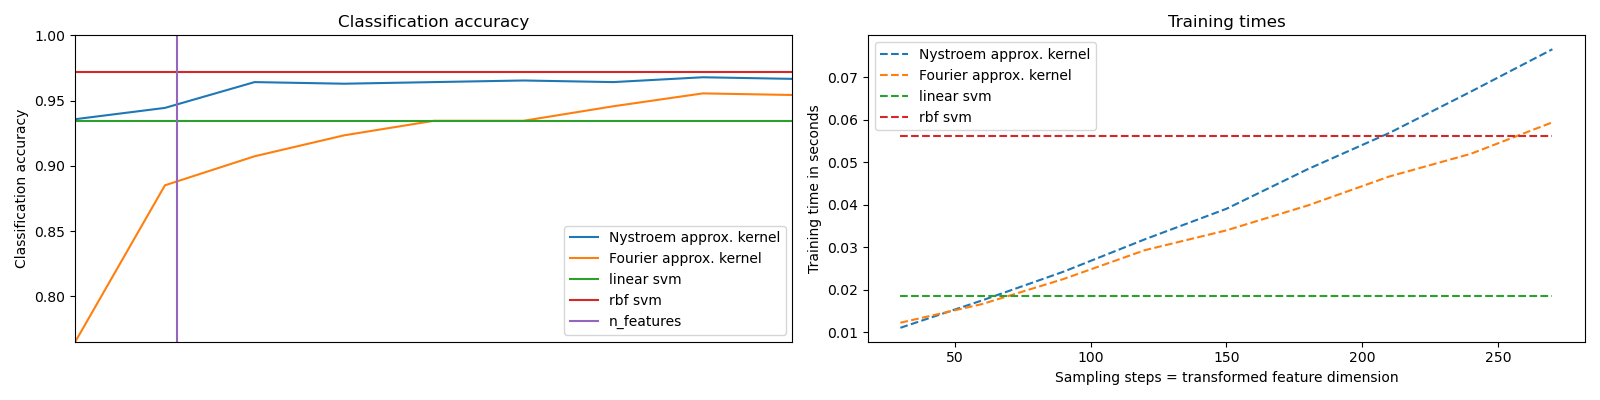 Classification accuracy
Classification accuracy
1.00
0.95
0.90
0.85
0.80
Nystroem approx. kernel
Fourier approx. kernel
linear svm
rbf svm
n_features
Training times
Training time in seconds
0.07
0.06
0.05
0.04
0.03
0.02
0.01
Nystroem approx. kernel
Fourier approx. kernel
linear svm
rbf svm
50
100
150
200
250
Sampling steps = transformed feature dimension